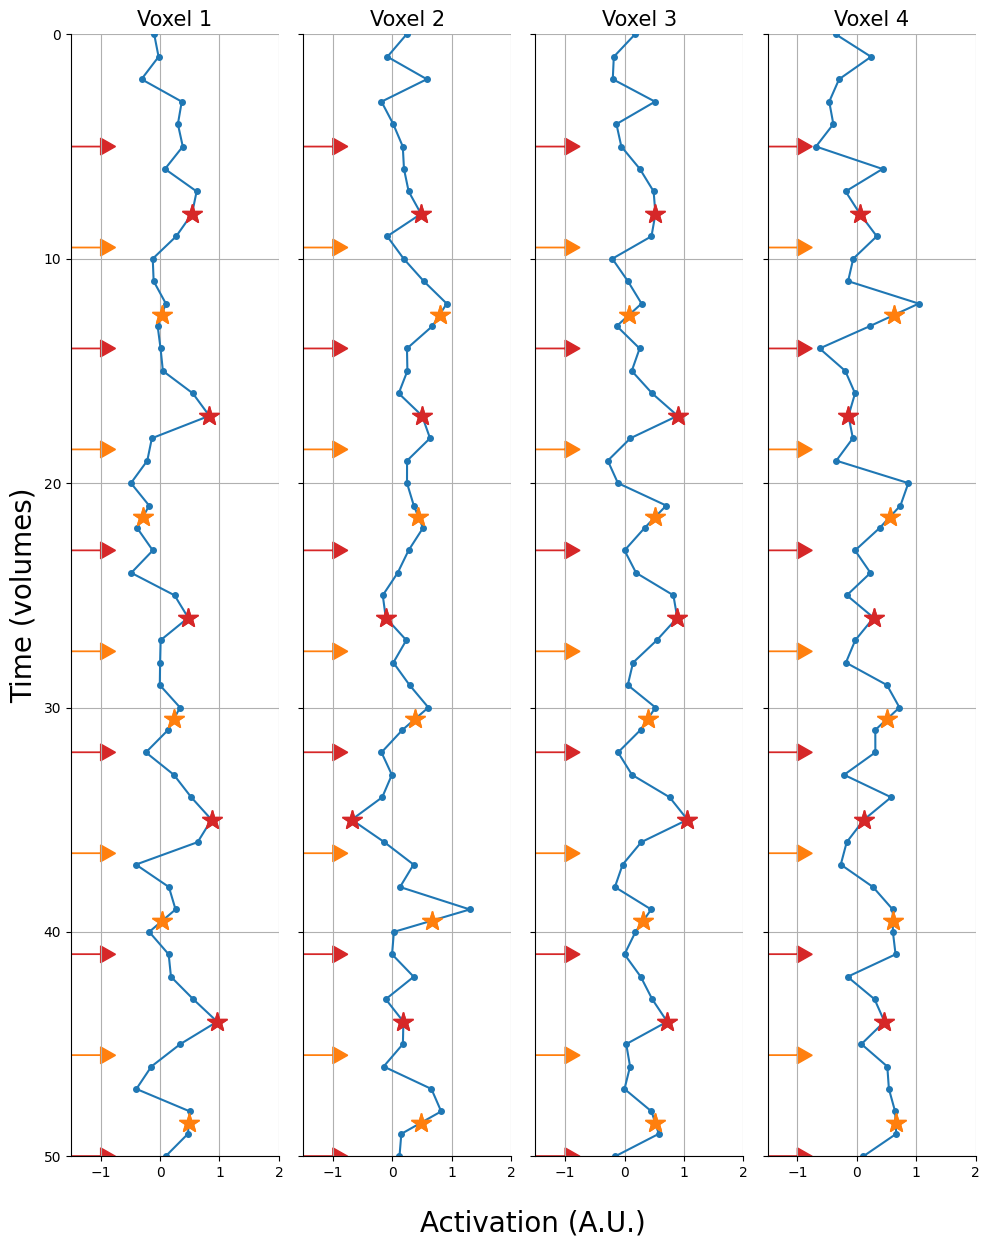 Voxel 1 Voxel 2 Voxel 3 Voxel 4
0
10
20
30
40
50
Time (volumes)
−1 0 1 2 −1 0 1 2 −1 0 1 2 −1 0 1 2
Activation (A.U.)